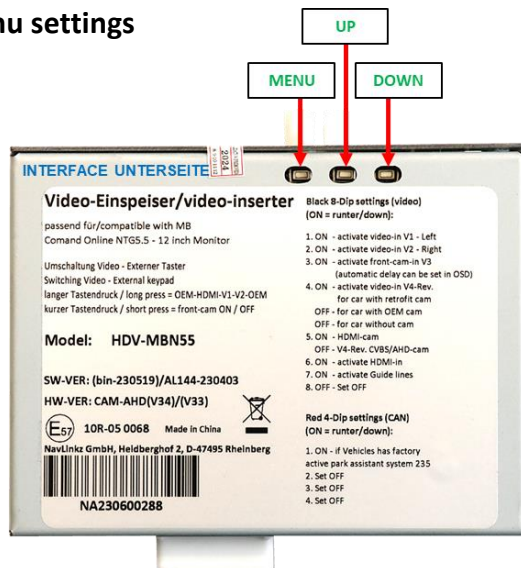 nu settings
UP
MENU
DOWN
2024
INTERFACE UNTERSEITE
Video-Einspeiser/video-inserter
passend für/compatible with MB
Comand Online NTG5.5 - 12 inch Monitor
Umschaltung Video - Externer Taster
Switching Video - External keypad
langer Tastendruck / long press = OEM-HDMI-V1-V2-OEM
kurzer Tastendruck / short press = front-cam ON / OFF
Model: HDV-MBN55
SW-VER: (bin-230519)/AL144-230403
HW-VER: CAM-AHD(V34)/(V33)
E57 10R-05 0068 Made in China
NavLinkz GmbH, Heidberghof 2, D-47495 Rheinberg
NA230600288
Black 8-Dip settings (video)
(ON = runter/down):
1. ON - activate video-in V1 - Left
2. ON - activate video-in V2 - Right
3. ON - activate front-cam-in V3
(automatic delay can be set in OSD)
4. ON - activate video-in V4-Rev.
for car with retrofit cam
OFF - for car with OEM cam
OFF - for car without cam
5. ON - HDMI-cam
OFF - V4-Rev. CVBS/AHD-cam
6. ON - activate HDMI-in
7. ON - activate Guide lines
8. OFF - Set OFF
Red 4-Dip settings (CAN)
(ON = runter/down):
1. ON - if Vehicles has factory
active park assistant system 235
2. Set OFF
3. Set OFF
4. Set OFF